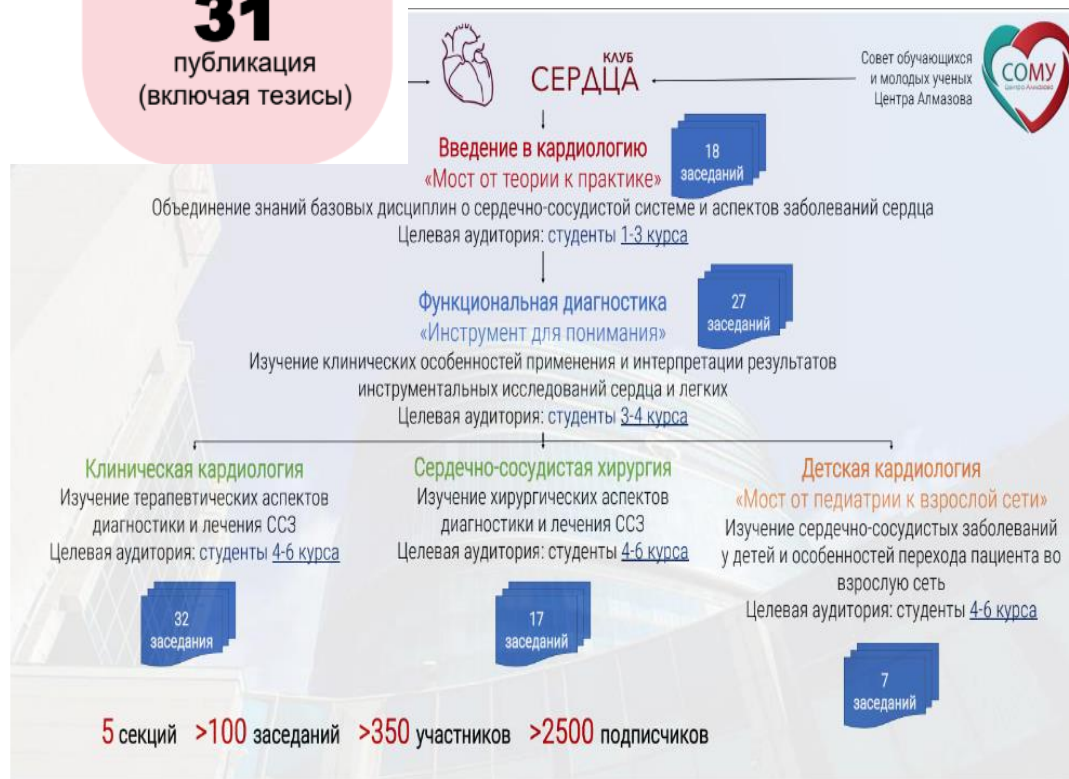 31
публикация
(включая тезисы)
КЛУБ
СЕРДЦА
Совет обучающихся
и молодых ученых
Центра Алмазова
СОМУ
Центра Алмазова
Введение в кардиологию
«Мост от теории к практике»
18
заседаний
Объединение знаний базовых дисциплин о сердечно-сосудистой системе и аспектов заболеваний сердца
Целевая аудитория: студенты 1-3 курса
Функциональная диагностика
«Инструмент для понимания»
27
заседаний
Изучение клинических особенностей применения и интерпретации результатов
инструментальных исследований сердца и легких
Целевая аудитория: студенты 3-4 курса
Клиническая кардиология
Изучение терапевтических аспектов
диагностики и лечения ССЗ
Целевая аудитория: студенты 4-6 курса
32
заседания
Сердечно-сосудистая хирургия
Изучение хирургических аспектов
диагностики и лечения ССЗ
Целевая аудитория: студенты 4-6 курса
17
заседаний
Детская кардиология
«Мост от педиатрии к взрослой сети»
Изучение сердечно-сосудистых заболеваний
у детей и особенностей перехода пациента во
взрослую сеть
Целевая аудитория: студенты 4-6 курса
7
заседаний
5 секций >100 заседаний >350 участников >2500 подписчиков